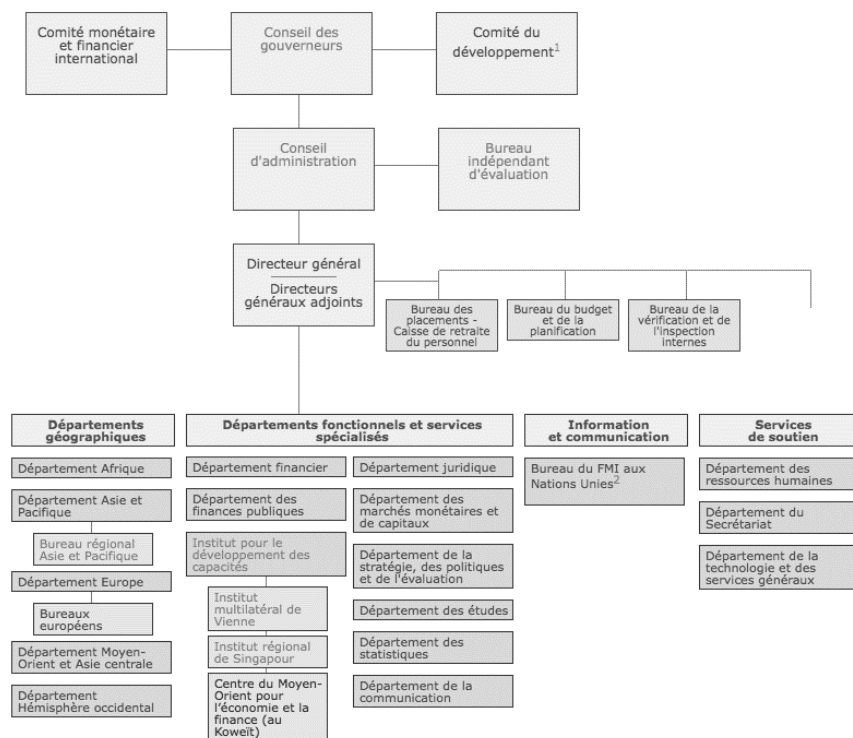 Comité monétaire
et financier
international
Conseil des
gouverneurs
Comité du
développement1
Conseil
d'administration
Bureau
indépendant
d'évaluation
Directeur général
Directeurs
généraux adjoints
Bureau des
placements -
Caisse de retraite
du personnel
Bureau du budget
et de la
planification
Bureau de la
vérification et de
l'inspection
internes
Départements
géographiques
Département Afrique
Département Asie et
Pacifique
Bureau régional
Asie et Pacifique
Département Europe
Bureaux
européens
Département Moyen-
Orient et Asie centrale
Département
Hémisphère occidental
Départements fonctionnels et services
spécialisés
Département financier
Département des
finances publiques
Institut pour le
développement des
capacités
Institut
multilatéral de
Vienne
Institut régional
de Singapour
Centre du Moyen-
Orient pour
l'économie et la
finance (au
Koweït)
Département juridique
Département des
marchés monétaires et
de capitaux
Département de la
stratégie, des politiques
et de l'évaluation
Département des études
Département des
statistiques
Département de la
communication
Information
et communication
Bureau du FMI aux
Nations Unies2
Services
de soutien
Département des
ressources humaines
Département du
Secrétariat
Département de la
technologie et des
services généraux